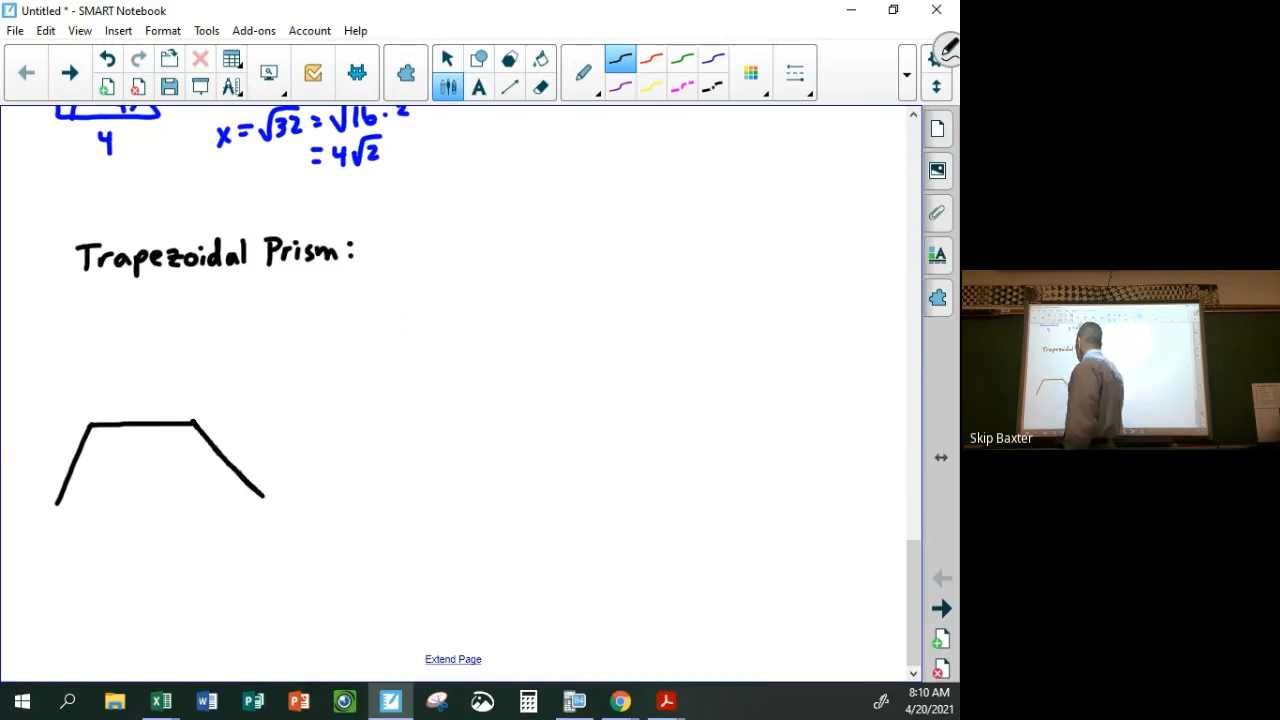 Untitled * - SMART Notebook
File Edit View Insert Format Tools Add-ons Account Help
x = √32 = √16 · 2
4
= 4√2
Trapezoidal Prism:
Skip Baxter
Extend Page
8:10 AM
4/20/2021